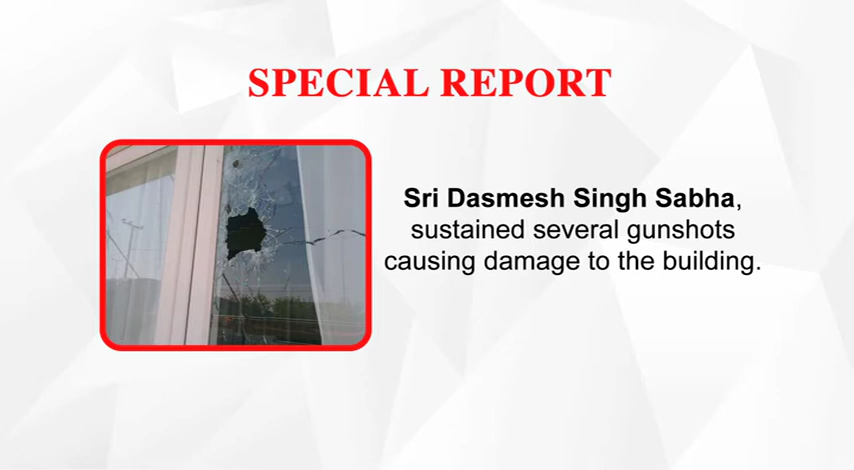 SPECIAL REPORT
Sri Dasmesh Singh Sabha,
sustained several gunshots
causing damage to the building.